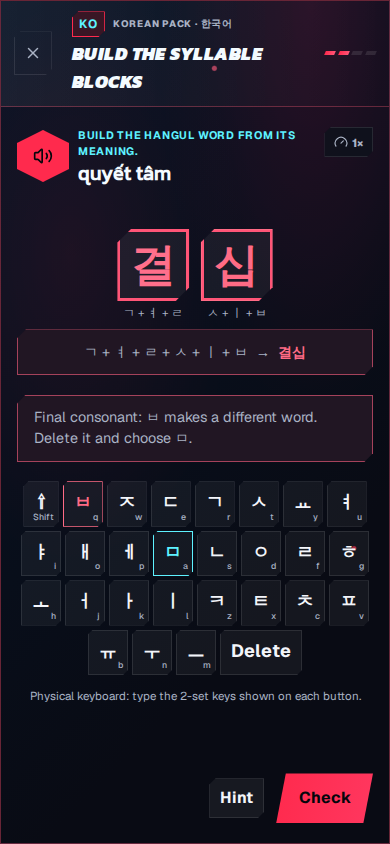 KO KOREAN PACK · 한국어
BUILD THE SYLLABLE
BLOCKS
BUILD THE HANGUL WORD FROM ITS
MEANING.
quyết tâm
1×
결 십
ㄱ + ㅕ + ㄹ ㅅ + ㅣ + ㅂ
ㄱ + ㅕ + ㄹ + ㅅ + ㅣ + ㅂ → 결십
Final consonant: ㅂ makes a different word.
Delete it and choose ㅁ.
⇧ Shift ㅂ q ㅈ w ㄷ e ㄱ r ㅅ t ㅛ y ㅕ u
ㅑ i ㅐ o ㅔ p ㅁ a ㄴ s ㅇ d ㄹ f ㅎ g
ㅗ h ㅓ j ㅏ k ㅣ l ㅋ z ㅌ x ㅊ c ㅍ v
ㅠ b ㅜ n ㅡ m Delete
Physical keyboard: type the 2-set keys shown on each button.
Hint Check